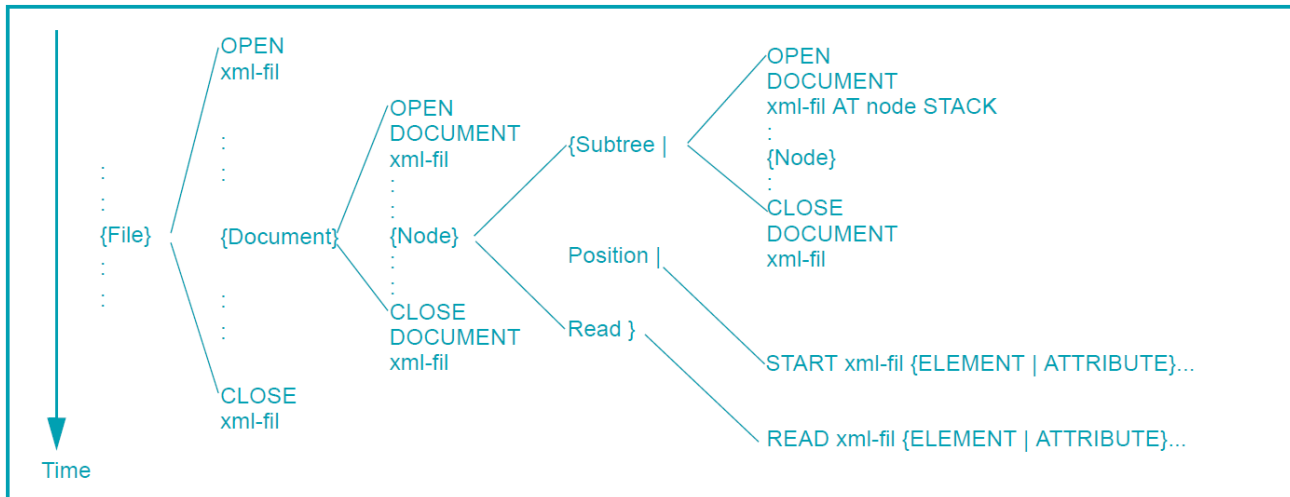 OPEN
xml-fil
:
:
:
:
{File}
:
:
:
:
{Document}
:
:
CLOSE
xml-fil
OPEN
DOCUMENT
xml-fil
:
:
{Node}
:
:
CLOSE
DOCUMENT
xml-fil
{Subtree |
Position |
Read }
OPEN
DOCUMENT
xml-fil AT node STACK
:
{Node}
:
CLOSE
DOCUMENT
xml-fil
START xml-fil {ELEMENT | ATTRIBUTE}...
READ xml-fil {ELEMENT | ATTRIBUTE}...
Time